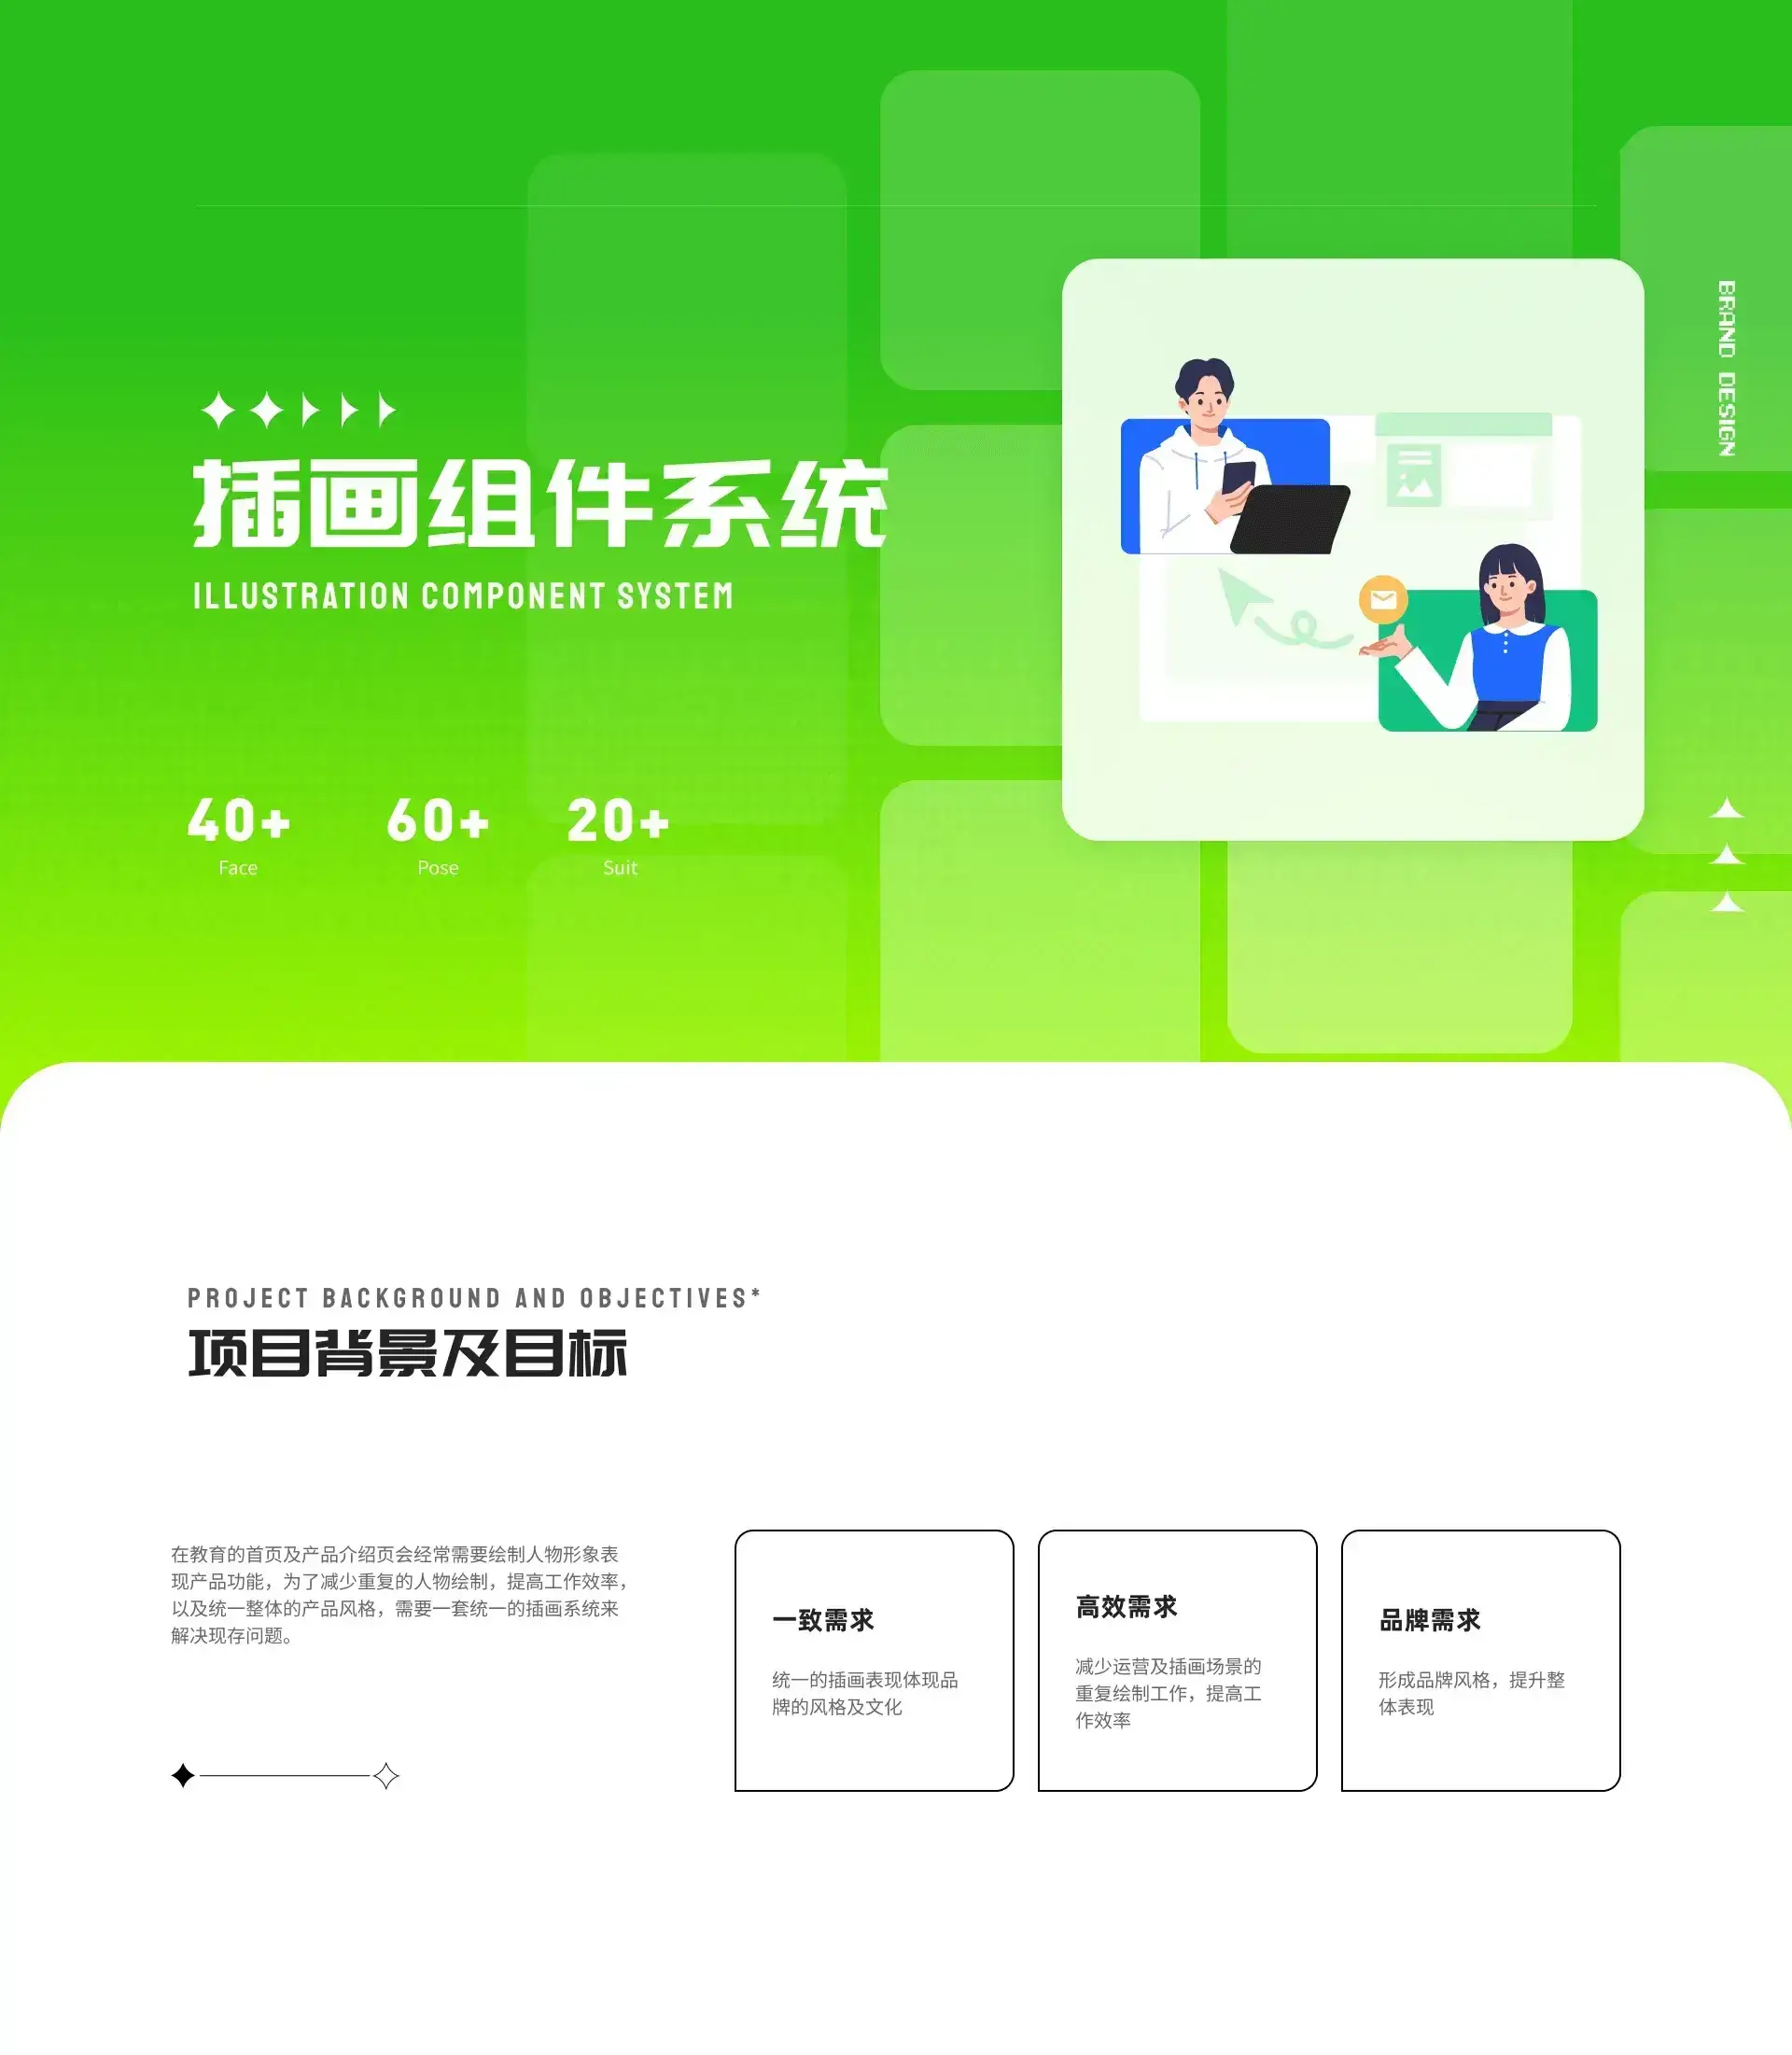 BRAND DESIGN
插画组件系统
ILLUSTRATION COMPONENT SYSTEM
40+
Face
60+
Pose
20+
Suit
PROJECT BACKGROUND AND OBJECTIVES*
项目背景及目标
在教育的首页及产品介绍页会经常需要绘制人物形象表
现产品功能，为了减少重复的人物绘制，提高工作效率，
以及统一整体的产品风格，需要一套统一的插画系统来
解决现存问题。
一致需求
统一的插画表现体现品
牌的风格及文化
高效需求
减少运营及插画场景的
重复绘制工作，提高工
作效率
品牌需求
形成品牌风格，提升整
体表现